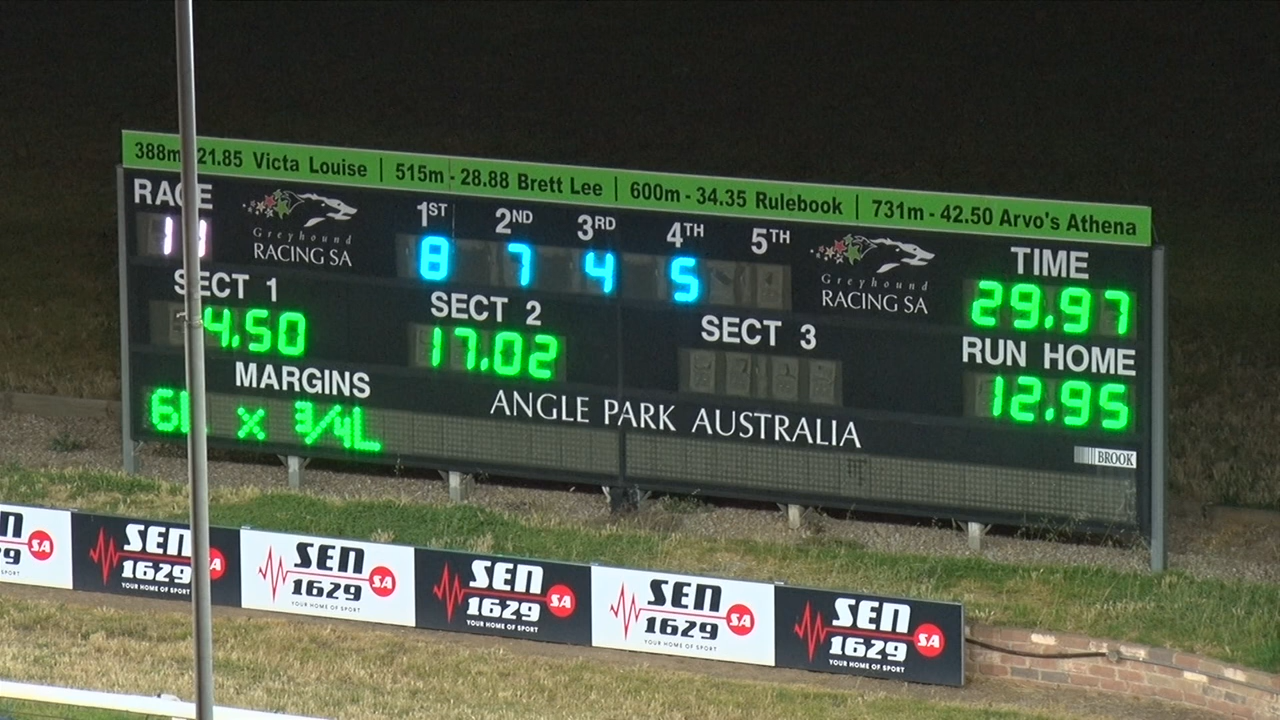 388m 21.85 Victa Louise | 515m - 28.88 Brett Lee | 600m - 34.35 Rulebook | 731m - 42.50 Arvo's Athena
RACE
11
Greyhound
RACING SA
1ST 2ND 3RD 4TH 5TH
8 7 4 5
Greyhound
RACING SA
TIME
29.97
SECT 1
4.50
SECT 2
17.02
SECT 3
RUN HOME
12.95
MARGINS
6L x 3/4L
ANGLE PARK AUSTRALIA
BROOK
SA
SEN
1629
SA
YOUR HOME OF SPORT
SEN
1629
SA
YOUR HOME OF SPORT
SEN
1629
SA
YOUR HOME OF SPORT
SEN
1629
SA
YOUR HOME OF SPORT
SEN
1629
SA
YOUR HOME OF SPORT